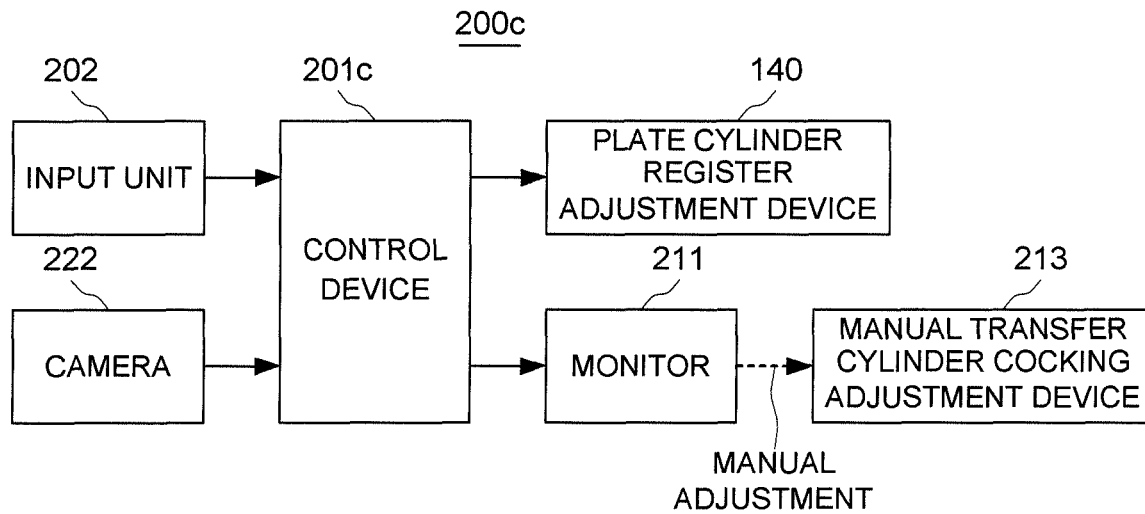 200c
202
201c
140
INPUT UNIT
CONTROL
DEVICE
PLATE CYLINDER
REGISTER
ADJUSTMENT DEVICE
222
211
213
CAMERA
MONITOR
MANUAL TRANSFER
CYLINDER COCKING
ADJUSTMENT DEVICE
MANUAL
ADJUSTMENT